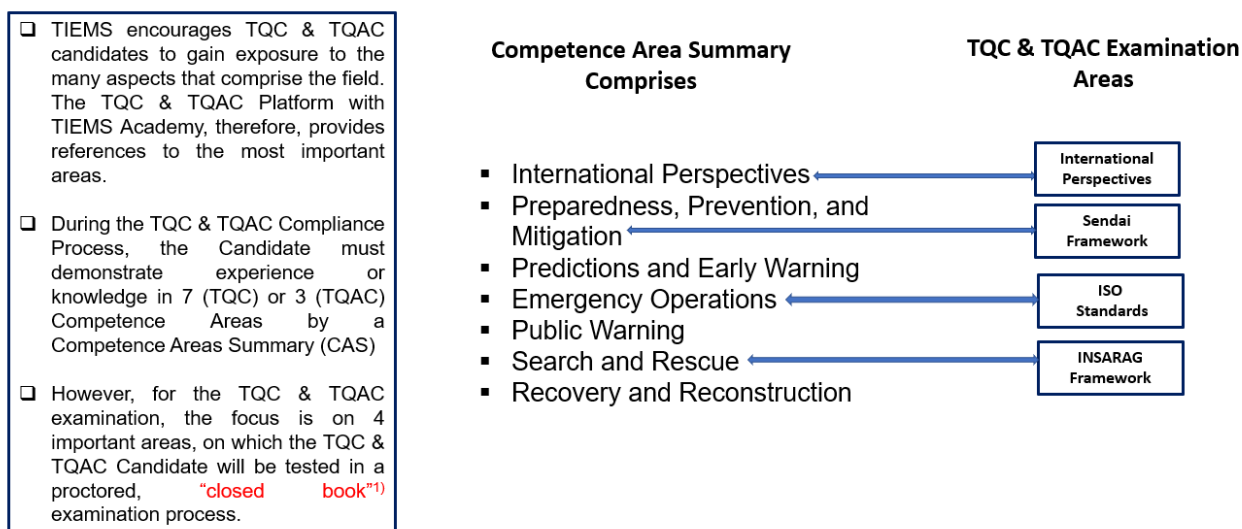 ❑ TIEMS encourages TQC & TQAC
candidates to gain exposure to the
many aspects that comprise the field.
The TQC & TQAC Platform with
TIEMS Academy, therefore, provides
references to the most important
areas.
❑ During the TQC & TQAC Compliance
Process, the Candidate must
demonstrate experience or
knowledge in 7 (TQC) or 3 (TQAC)
Competence Areas by a
Competence Areas Summary (CAS)
❑ However, for the TQC & TQAC
examination, the focus is on 4
important areas, on which the TQC &
TQAC Candidate will be tested in a
proctored, “closed book”1)
examination process.
Competence Area Summary
Comprises
▪ International Perspectives
▪ Preparedness, Prevention, and
Mitigation
▪ Predictions and Early Warning
▪ Emergency Operations
▪ Public Warning
▪ Search and Rescue
▪ Recovery and Reconstruction
TQC & TQAC Examination
Areas
International
Perspectives
Sendai
Framework
ISO
Standards
INSARAG
Framework